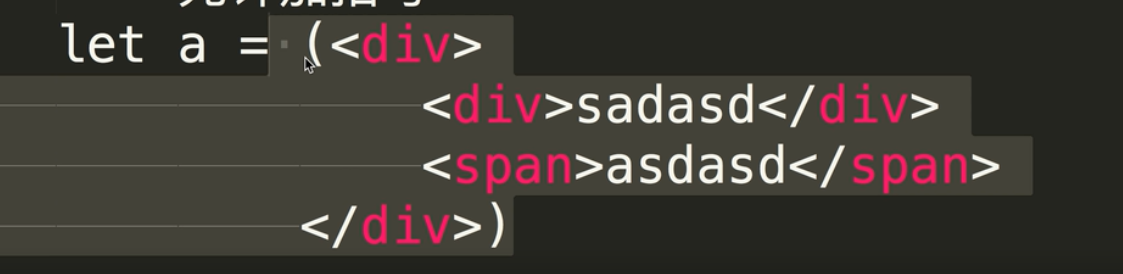 let a = (<div>
<div>sadasd</div>
<span>asdasd</span>
</div>)